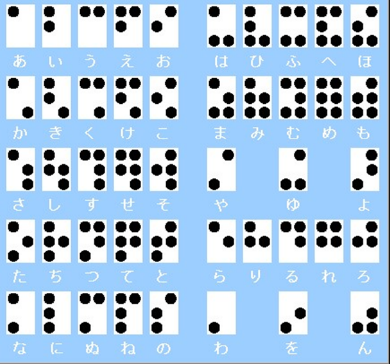 あ い う え お は ひ ふ へ ほ
か き く け こ ま み む め も
さ し す せ そ や ゆ よ
た ち つ て と ら り る れ ろ
な に ぬ ね の わ を ん